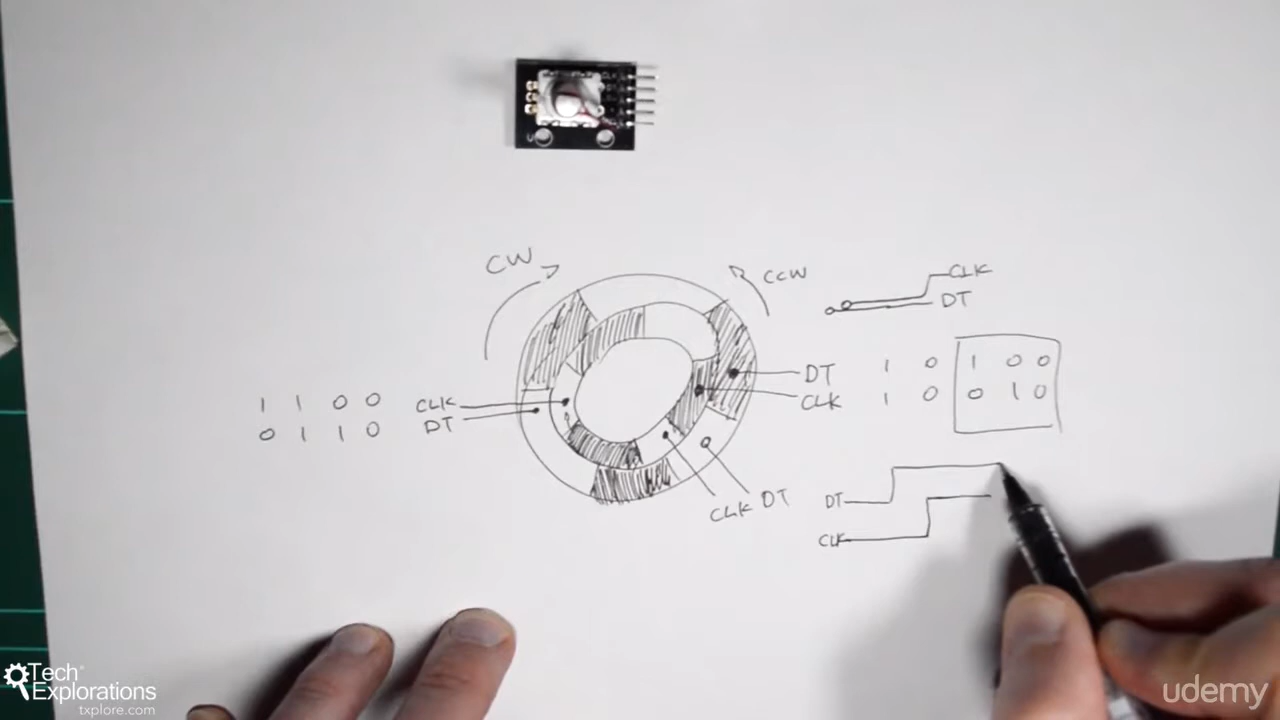 CW
CCW
CLK
DT
DT
CLK
1 0 1 0 0
1 0 0 1 0
1 1 0 0
0 1 1 0
CLK
DT
CLK DT
DT
CLK
Tech
Explorations
txplore.com
udemy